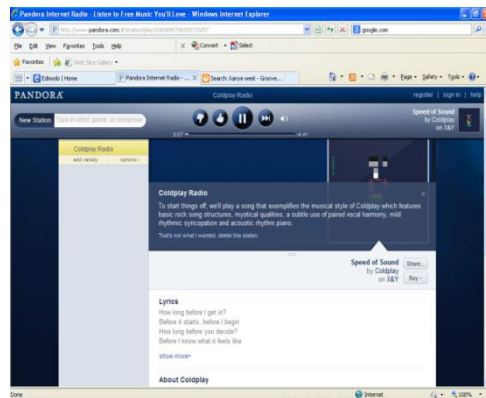 Pandora Internet Radio - Listen to Free Music You'll Love - Windows Internet Explorer
google.com
File Edit View Favorites Tools Help
Convert Select
Favorites Web Slice Gallery
Edmodo | Home
Pandora Internet Radio - ...
Search: kanye west - Groove...
Page Safety Tools
PANDORA
Coldplay Radio
register | sign in | help
New Station
Type in artist, genre, or composer
Speed of Sound
by Coldplay
on X&Y
0:07
Coldplay Radio
add variety options
Coldplay Radio
To start things off, we'll play a song that exemplifies the musical style of Coldplay which features
basic rock song structures, mystical qualities, a subtle use of paired vocal harmony, mild
rhythmic syncopation and acoustic rhythm piano.
That's not what I wanted, delete this station
Speed of Sound
by Coldplay
on X&Y
Share...
Buy
Lyrics
How long before I get in?
Before it starts, before I begin
How long before you decide?
Before I know what it feels like
show more
About Coldplay
Done
Internet
100%